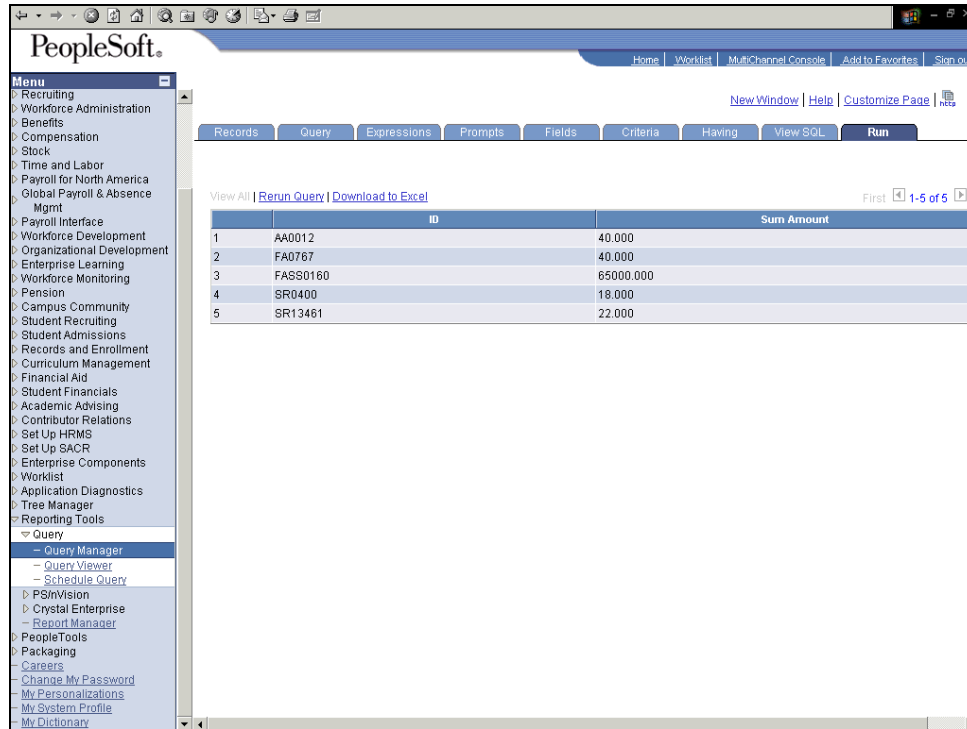 PeopleSoft.
Home | Worklist | MultiChannel Console | Add to Favorites | Sign ou
Menu
Recruiting
Workforce Administration
Benefits
Compensation
Stock
Time and Labor
Payroll for North America
Global Payroll & Absence
Mgmt
Payroll Interface
Workforce Development
Organizational Development
Enterprise Learning
Workforce Monitoring
Pension
Campus Community
Student Recruiting
Student Admissions
Records and Enrollment
Curriculum Management
Financial Aid
Student Financials
Academic Advising
Contributor Relations
Set Up HRMS
Set Up SACR
Enterprise Components
Worklist
Application Diagnostics
Tree Manager
Reporting Tools
Query
– Query Manager
– Query Viewer
– Schedule Query
PS/nVision
Crystal Enterprise
– Report Manager
PeopleTools
Packaging
– Careers
– Change My Password
– My Personalizations
– My System Profile
– My Dictionary
New Window | Help | Customize Page | http
Records Query Expressions Prompts Fields Criteria Having View SQL Run
View All | Rerun Query | Download to Excel First 1-5 of 5
ID Sum Amount
1 AA0012 40.000
2 FA0767 40.000
3 FASS0160 65000.000
4 SR0400 18.000
5 SR13461 22.000